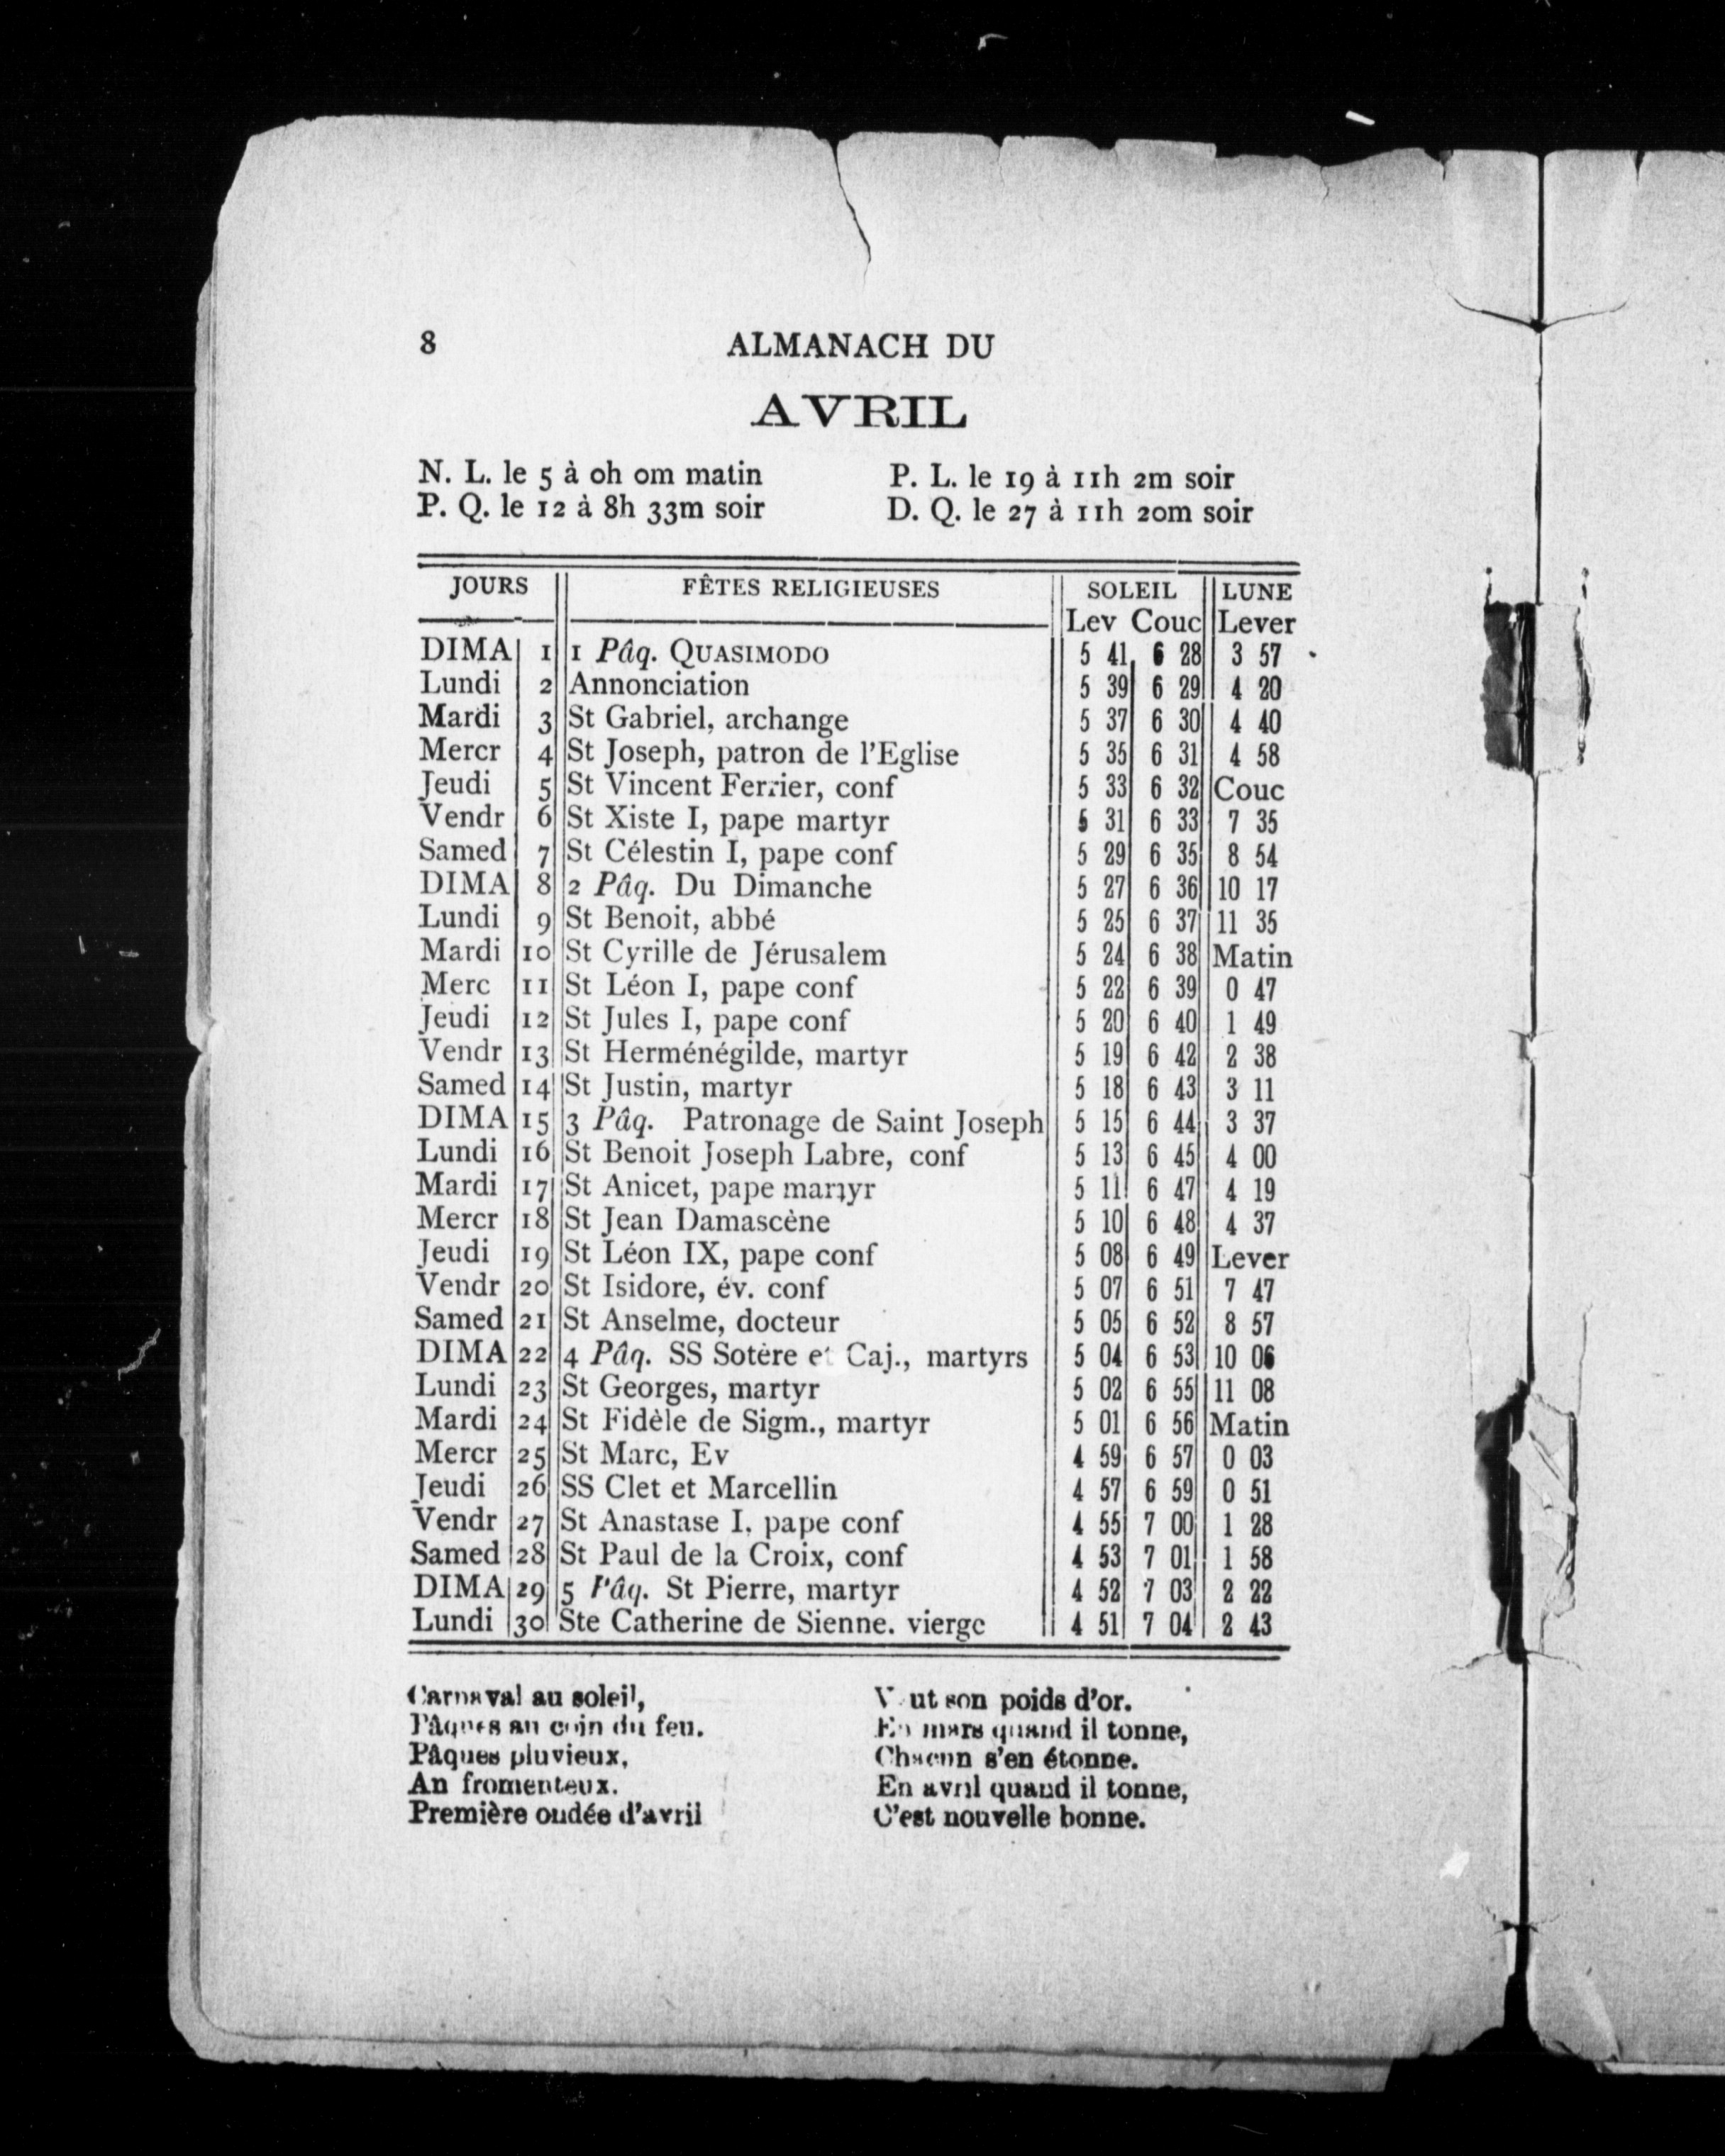 8 ALMANACH DU
AVRIL
N. L. le 5 à 0h 0m matin P. L. le 19 à 11h 2m soir
P. Q. le 12 à 8h 33m soir D. Q. le 27 à 11h 20m soir
JOURS FÊTES RELIGIEUSES SOLEIL LUNE
Lev Couc Lever
DIMA 1 1 Pâq. QUASIMODO 5 41 6 28 3 57
Lundi 2 Annonciation 5 39 6 29 4 20
Mardi 3 St Gabriel, archange 5 37 6 30 4 40
Mercr 4 St Joseph, patron de l'Eglise 5 35 6 31 4 58
Jeudi 5 St Vincent Ferrier, conf 5 33 6 32 Couc
Vendr 6 St Xiste I, pape martyr 5 31 6 33 7 35
Samed 7 St Célestin I, pape conf 5 29 6 35 8 54
DIMA 8 2 Pâq. Du Dimanche 5 27 6 36 10 17
Lundi 9 St Benoit, abbé 5 25 6 37 11 35
Mardi 10 St Cyrille de Jérusalem 5 24 6 38 Matin
Merc 11 St Léon I, pape conf 5 22 6 39 0 47
Jeudi 12 St Jules I, pape conf 5 20 6 40 1 49
Vendr 13 St Herménégilde, martyr 5 19 6 42 2 38
Samed 14 St Justin, martyr 5 18 6 43 3 11
DIMA 15 3 Pâq. Patronage de Saint Joseph 5 15 6 44 3 37
Lundi 16 St Benoit Joseph Labre, conf 5 13 6 45 4 00
Mardi 17 St Anicet, pape martyr 5 11 6 47 4 19
Mercr 18 St Jean Damascène 5 10 6 48 4 37
Jeudi 19 St Léon IX, pape conf 5 08 6 49 Lever
Vendr 20 St Isidore, év. conf 5 07 6 51 7 47
Samed 21 St Anselme, docteur 5 05 6 52 8 57
DIMA 22 4 Pâq. SS Sotère et Caj., martyrs 5 04 6 53 10 06
Lundi 23 St Georges, martyr 5 02 6 55 11 08
Mardi 24 St Fidèle de Sigm., martyr 5 01 6 56 Matin
Mercr 25 St Marc, Ev 4 59 6 57 0 03
Jeudi 26 SS Clet et Marcellin 4 57 6 59 0 51
Vendr 27 St Anastase I, pape conf 4 55 7 00 1 28
Samed 28 St Paul de la Croix, conf 4 53 7 01 1 58
DIMA 29 5 Pâq. St Pierre, martyr 4 52 7 03 2 22
Lundi 30 Ste Catherine de Sienne. vierge 4 51 7 04 2 43
Carnaval au soleil,
Pâques au coin du feu.
Pâques pluvieux,
An fromenteux.
Première ondée d'avril
Vaut son poids d'or.
En mars quand il tonne,
Chacun s'en étonne.
En avril quand il tonne,
C'est nouvelle bonne.